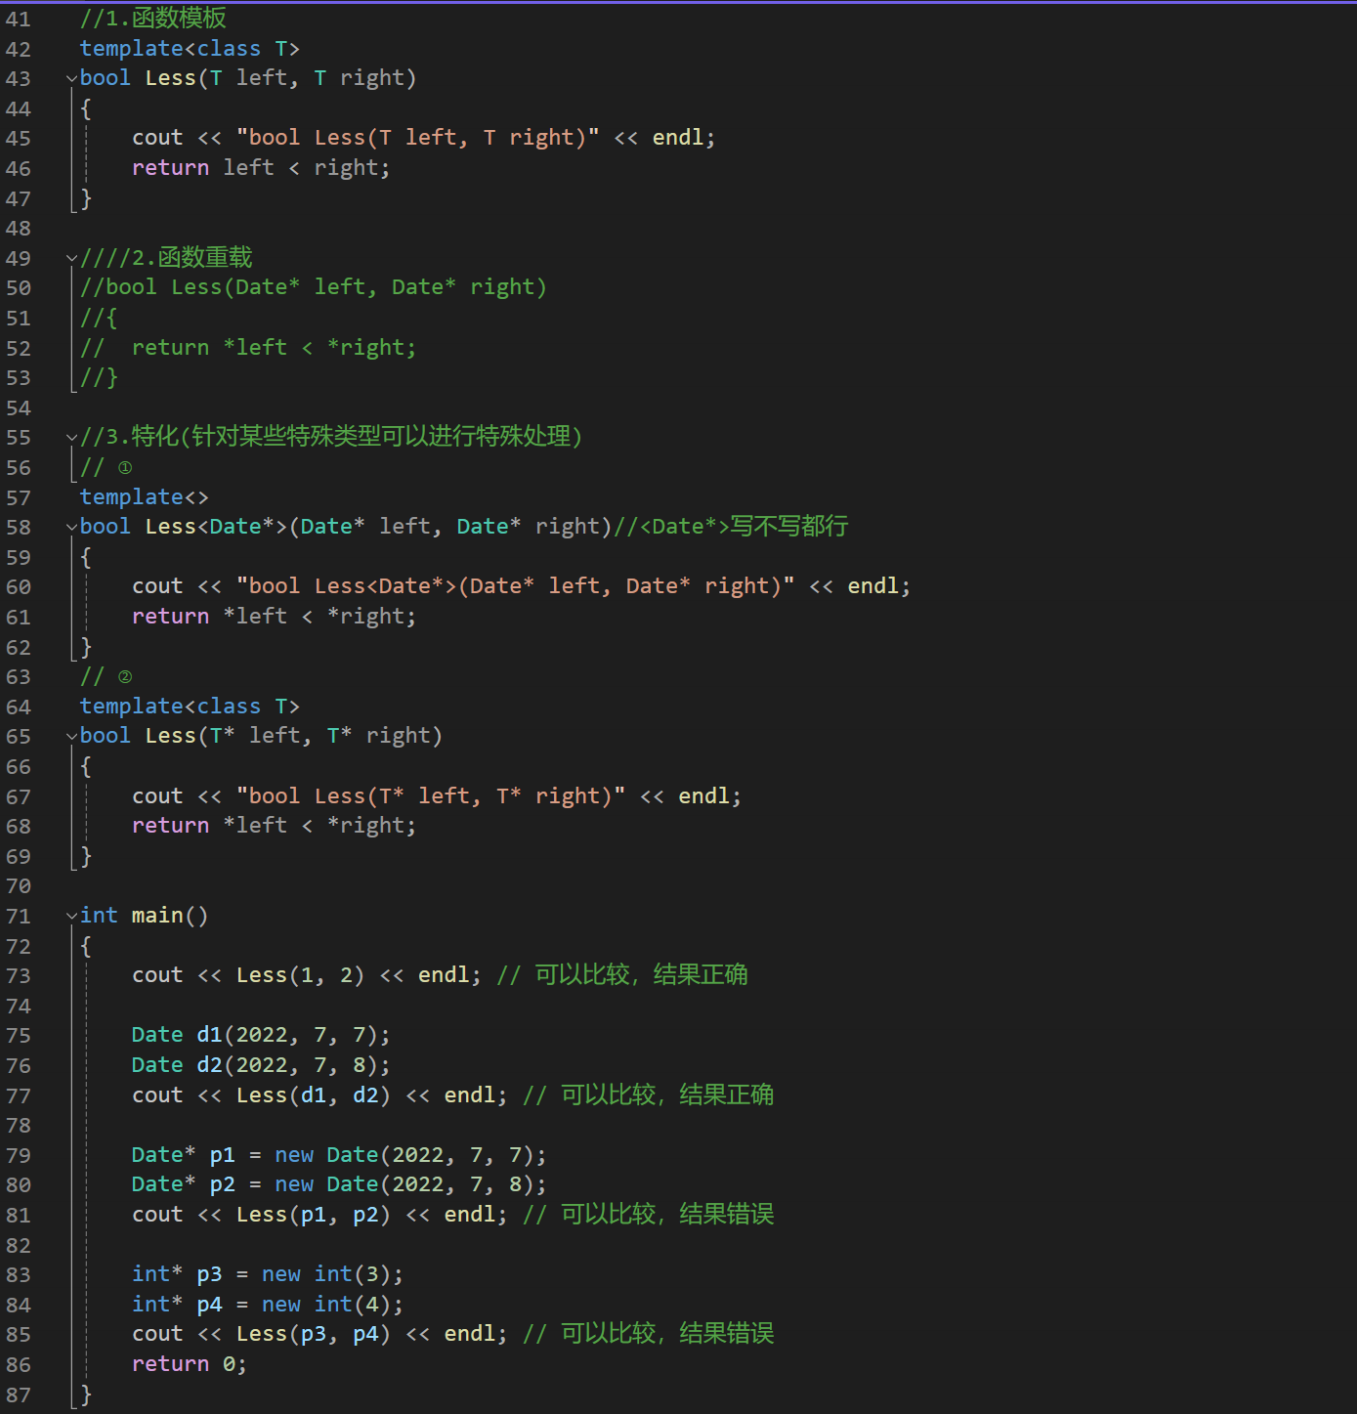 41 //1.函数模板
42 template<class T>
43 bool Less(T left, T right)
44 {
45     cout << "bool Less(T left, T right)" << endl;
46     return left < right;
47 }
48
49 ////2.函数重载
50 //bool Less(Date* left, Date* right)
51 //{
52 //  return *left < *right;
53 //}
54
55 //3.特化(针对某些特殊类型可以进行特殊处理)
56 // ①
57 template<>
58 bool Less<Date*>(Date* left, Date* right)//<Date*>写不写都行
59 {
60     cout << "bool Less<Date*>(Date* left, Date* right)" << endl;
61     return *left < *right;
62 }
63 // ②
64 template<class T>
65 bool Less(T* left, T* right)
66 {
67     cout << "bool Less(T* left, T* right)" << endl;
68     return *left < *right;
69 }
70
71 int main()
72 {
73     cout << Less(1, 2) << endl; // 可以比较，结果正确
74
75     Date d1(2022, 7, 7);
76     Date d2(2022, 7, 8);
77     cout << Less(d1, d2) << endl; // 可以比较，结果正确
78
79     Date* p1 = new Date(2022, 7, 7);
80     Date* p2 = new Date(2022, 7, 8);
81     cout << Less(p1, p2) << endl; // 可以比较，结果错误
82
83     int* p3 = new int(3);
84     int* p4 = new int(4);
85     cout << Less(p3, p4) << endl; // 可以比较，结果错误
86     return 0;
87 }